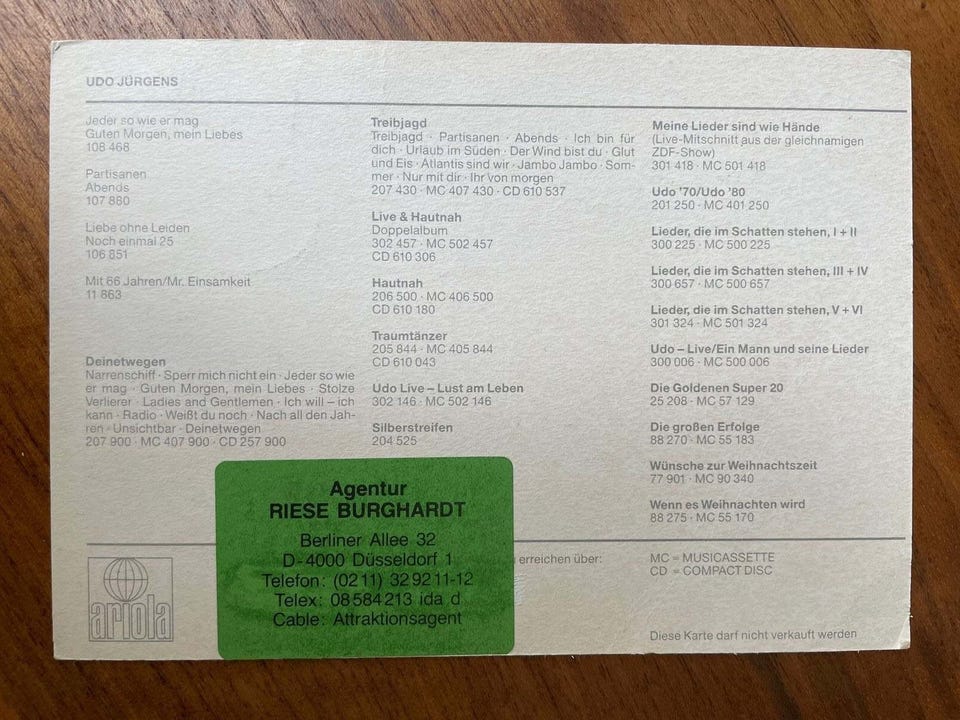 UDO JÜRGENS
Jeder so wie er mag
Guten Morgen, mein Liebes
108 468
Partisanen
Abends
107 880
Liebe ohne Leiden
Noch einmal 25
106 851
Mit 66 Jahren/Mr. Einsamkeit
11 863
Deinetwegen
Narrenschiff · Sperr mich nicht ein · Jeder so wie
er mag · Guten Morgen, mein Liebes · Stolze
Verlierer · Ladies and Gentlemen · Ich will – ich
kann · Radio · Weißt du noch · Nach all den Jah-
ren · Unsichtbar · Deinetwegen
207 900 · MC 407 900 · CD 257 900
Treibjagd
Treibjagd · Partisanen · Abends · Ich bin für
dich · Urlaub im Süden · Der Wind bist du · Glut
und Eis · Atlantis sind wir · Jambo Jambo · Som-
mer · Nur mit dir · Ihr von morgen
207 430 · MC 407 430 · CD 610 537
Live & Hautnah
Doppelalbum
302 457 · MC 502 457
CD 610 306
Hautnah
206 500 · MC 406 500
CD 610 180
Traumtänzer
205 844 · MC 405 844
CD 610 043
Udo Live – Lust am Leben
302 146 · MC 502 146
Silberstreifen
204 525
Meine Lieder sind wie Hände
(Live-Mitschnitt aus der gleichnamigen
ZDF-Show)
301 418 · MC 501 418
Udo '70/Udo '80
201 250 · MC 401 250
Lieder, die im Schatten stehen, I + II
300 225 · MC 500 225
Lieder, die im Schatten stehen, III + IV
300 657 · MC 500 657
Lieder, die im Schatten stehen, V + VI
301 324 · MC 501 324
Udo – Live/Ein Mann und seine Lieder
300 006 · MC 500 006
Die Goldenen Super 20
25 208 · MC 57 129
Die großen Erfolge
88 270 · MC 55 183
Wünsche zur Weihnachtszeit
77 901 · MC 90 340
Wenn es Weihnachten wird
88 275 · MC 55 170
ariola
Agentur
RIESE BURGHARDT
Berliner Allee 32
D-4000 Düsseldorf 1
Telefon: (0211) 329211-12
Telex: 08584213 ida d
Cable: Attraktionsagent
erreichen über:
MC = MUSICASSETTE
CD = COMPACT DISC
Diese Karte darf nicht verkauft werden